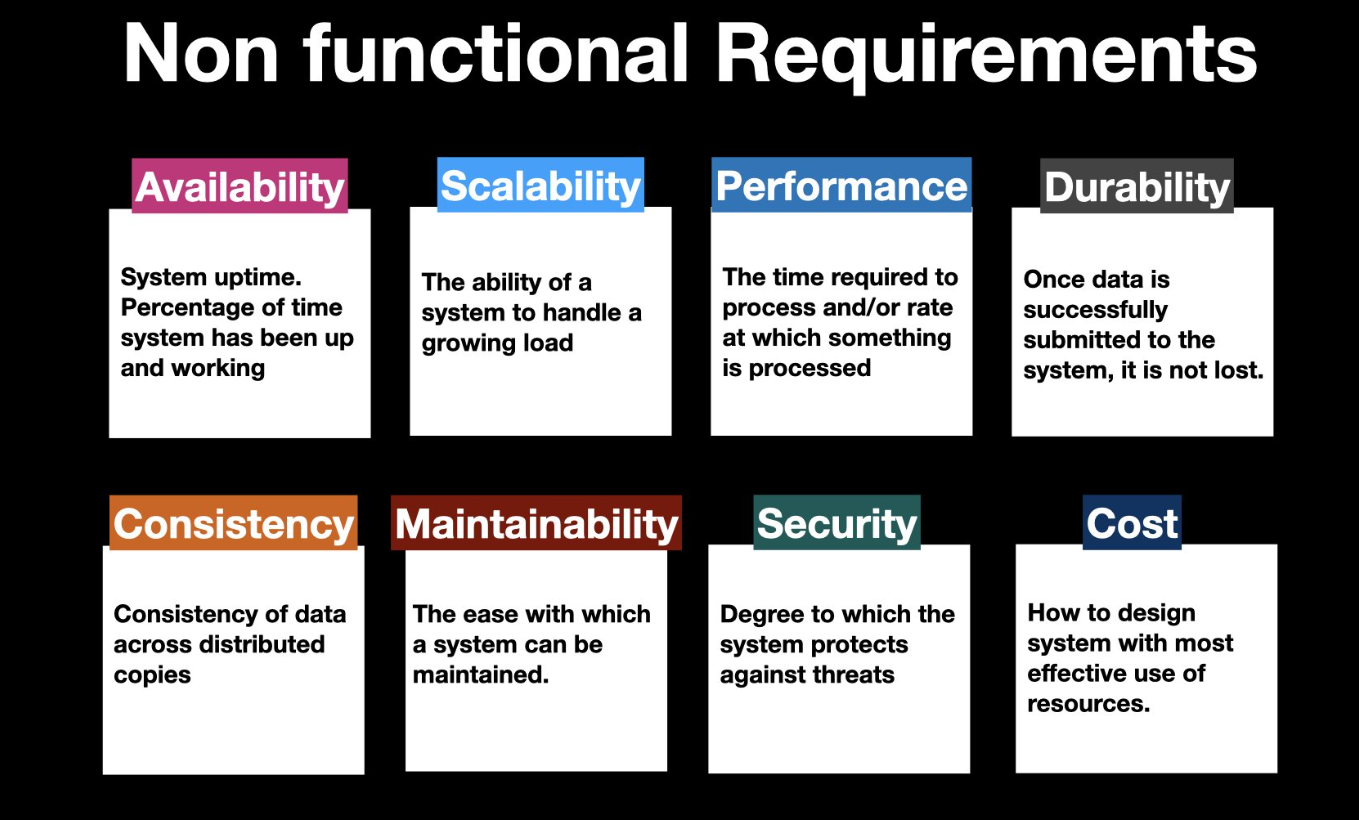 Non functional Requirements
Availability
System uptime.
Percentage of time
system has been up
and working
Scalability
The ability of a
system to handle a
growing load
Performance
The time required to
process and/or rate
at which something
is processed
Durability
Once data is
successfully
submitted to the
system, it is not lost.
Consistency
Consistency of data
across distributed
copies
Maintainability
The ease with which
a system can be
maintained.
Security
Degree to which the
system protects
against threats
Cost
How to design
system with most
effective use of
resources.